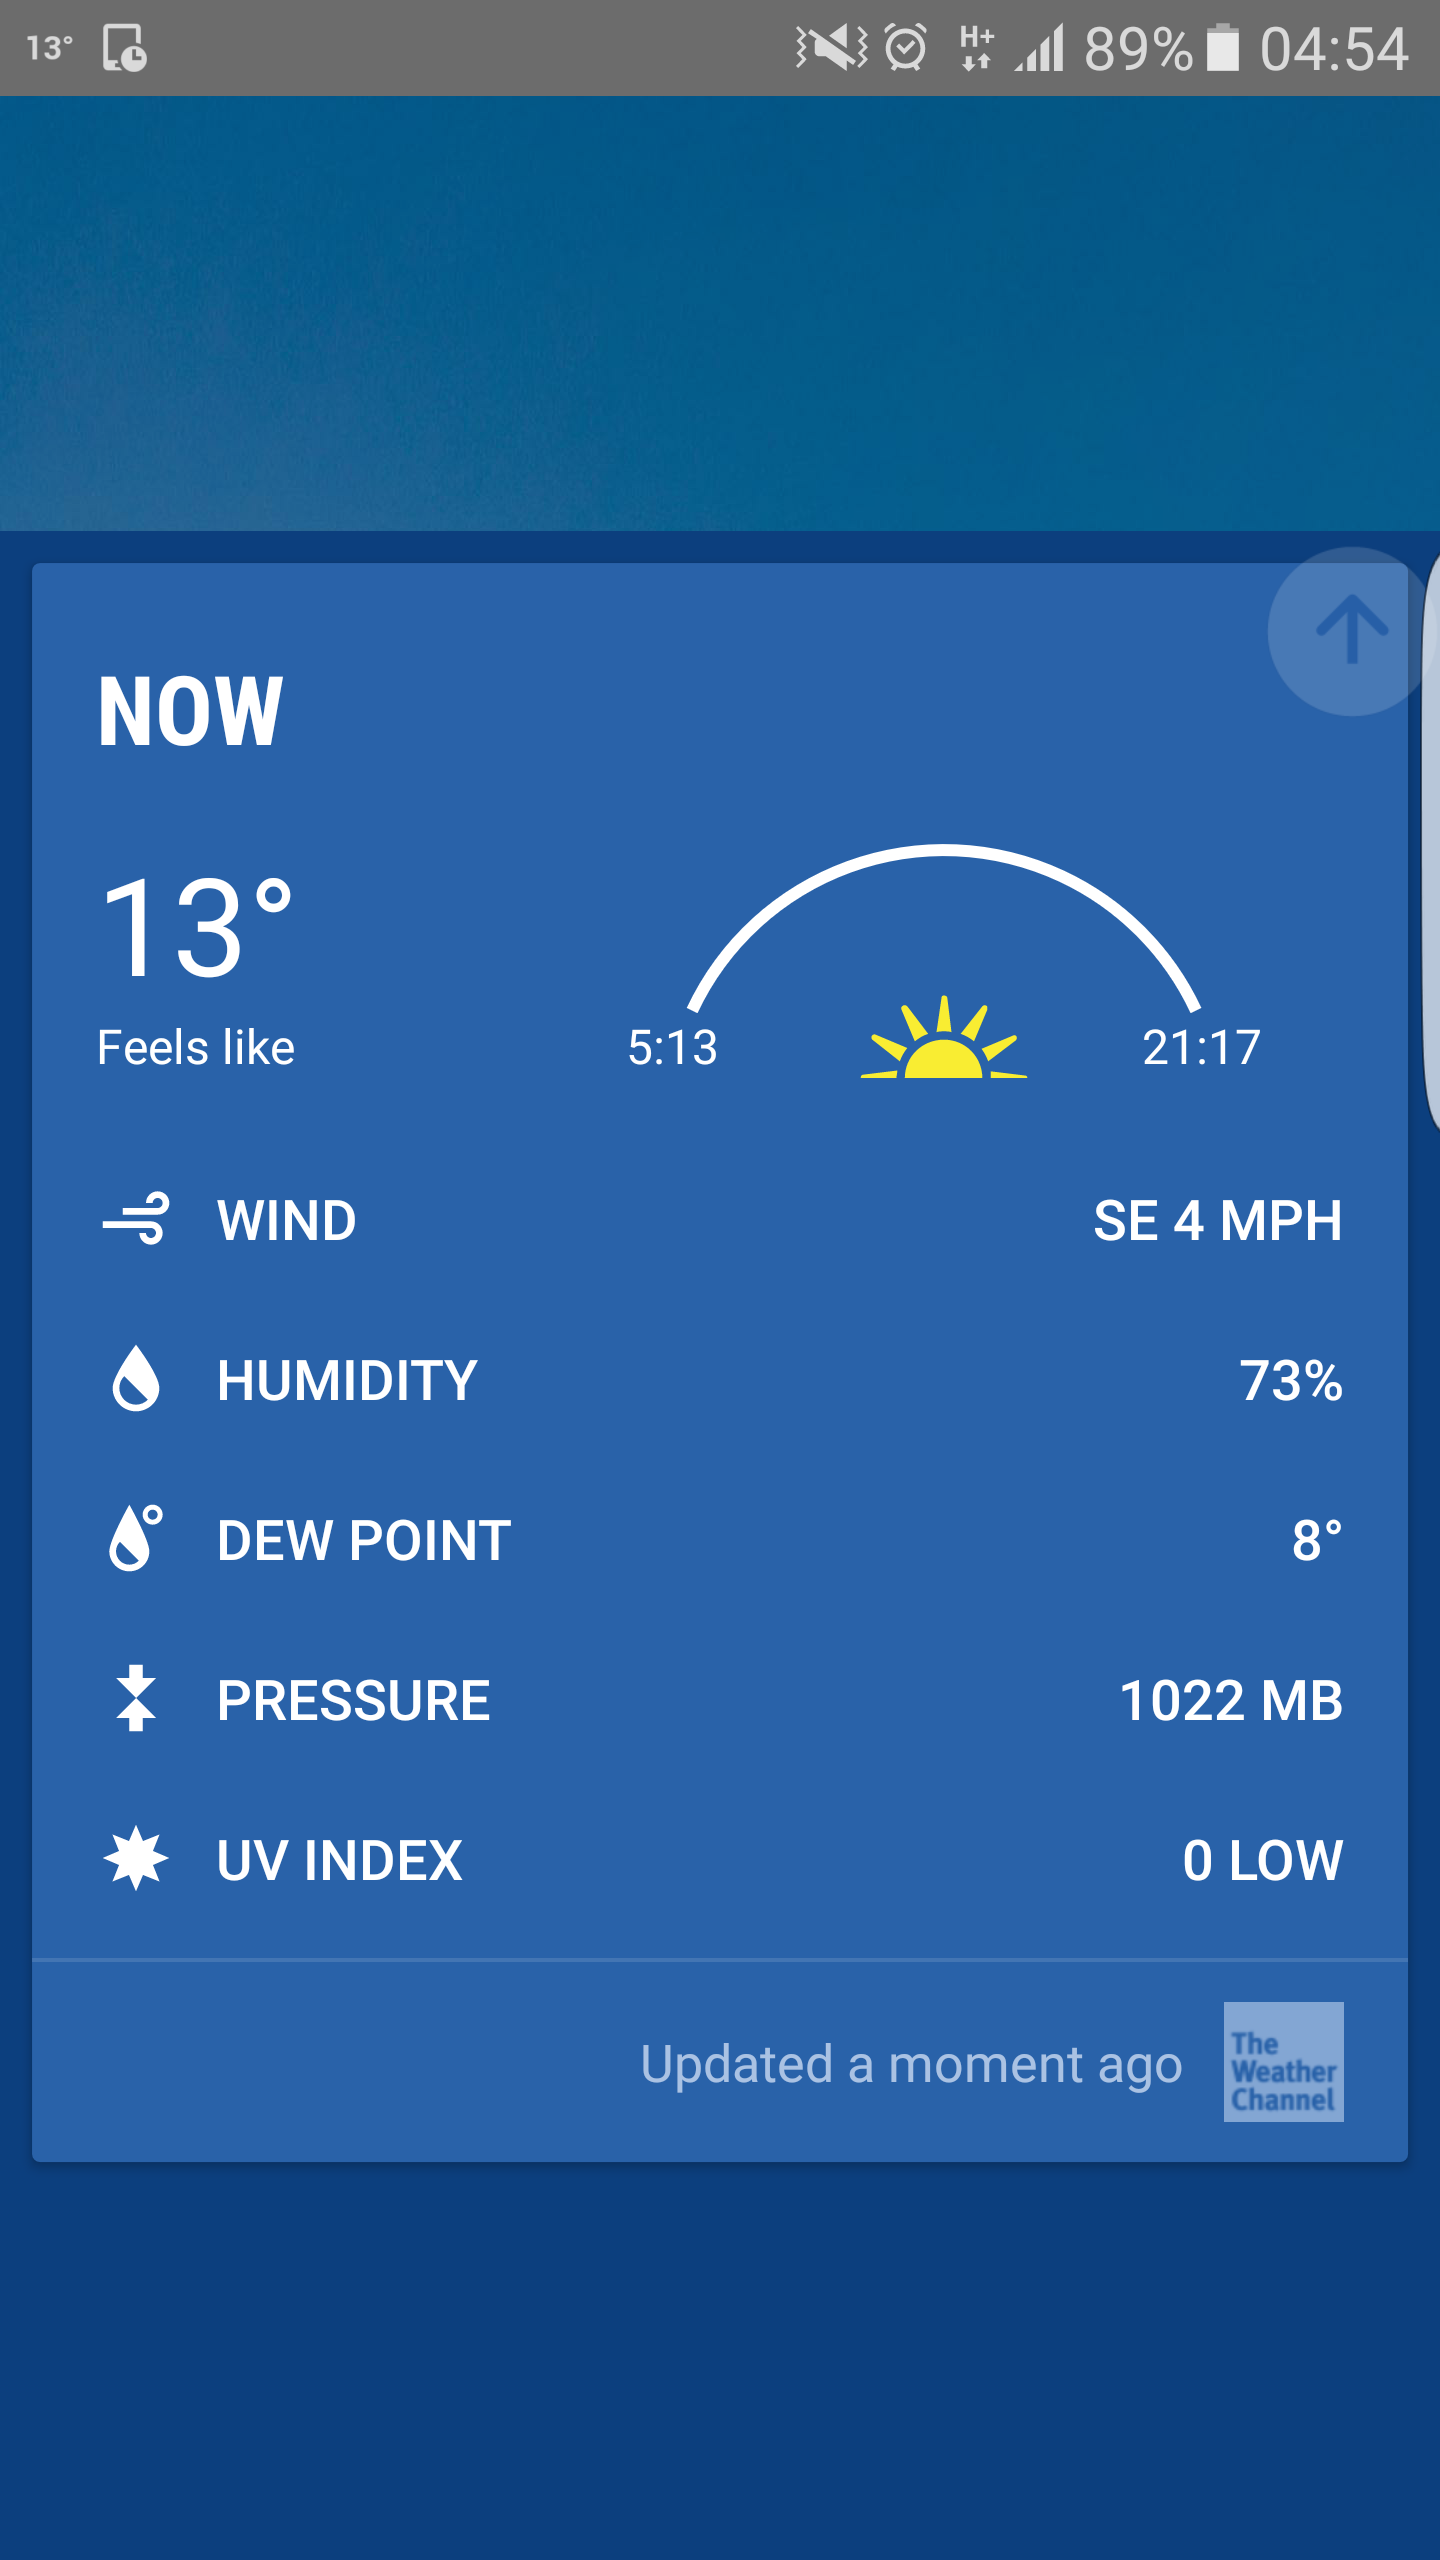 13° H+ 89% 04:54
NOW
13°
Feels like
5:13 21:17
WIND SE 4 MPH
HUMIDITY 73%
DEW POINT 8°
PRESSURE 1022 MB
UV INDEX 0 LOW
Updated a moment ago
The
Weather
Channel